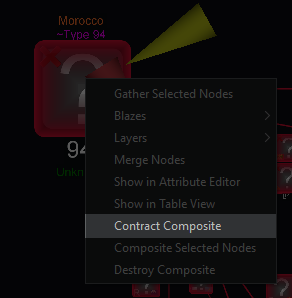 Morocco
~Type 94
94
Gather Selected Nodes
Blazes
Layers
Merge Nodes
Show in Attribute Editor
Show in Table View
Contract Composite
Composite Selected Nodes
Destroy Composite